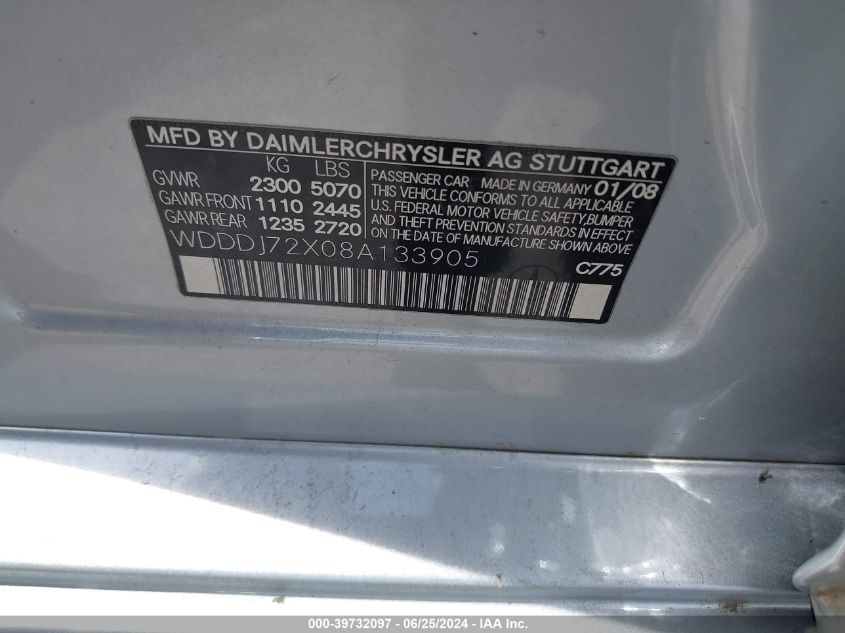 MFD BY DAIMLERCHRYSLER AG STUTTGART
KG LBS
GVWR 2300 5070
GAWR FRONT 1110 2445
GAWR REAR 1235 2720
PASSENGER CAR MADE IN GERMANY 01/08
THIS VEHICLE CONFORMS TO ALL APPLICABLE
U.S. FEDERAL MOTOR VEHICLE SAFETY,BUMPER
AND THEFT PREVENTION STANDARDS IN EFFECT
ON THE DATE OF MANUFACTURE SHOWN ABOVE
WDDDJ72X08A133905
C775
000-39732097 - 06/25/2024 - © IAA, Inc.